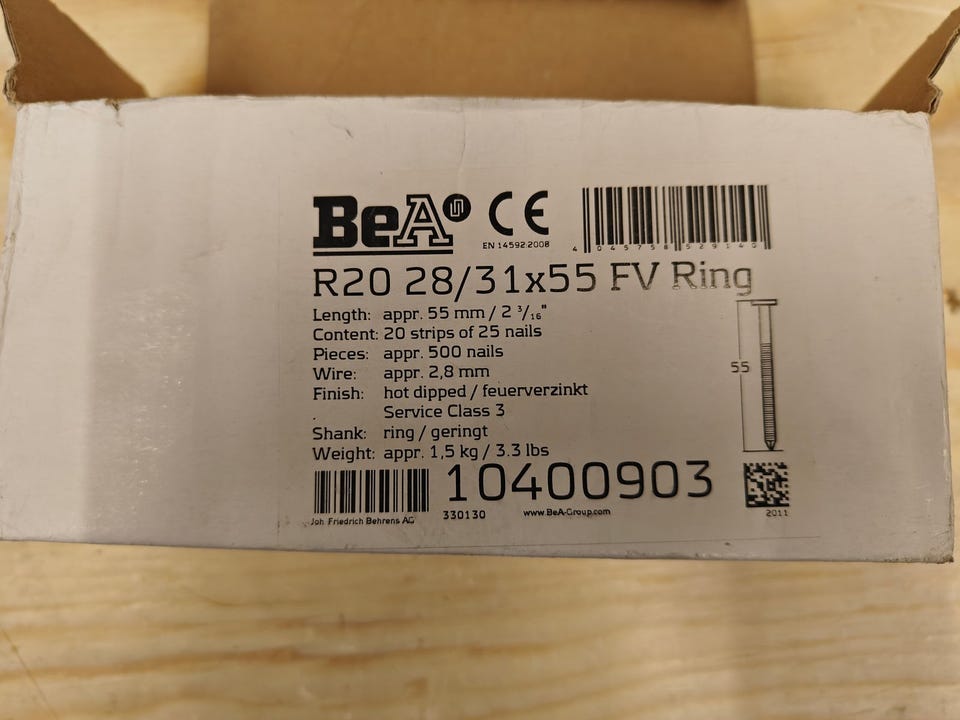 BeA CE
EN 14592:2008
4 045758 529140
R20 28/31x55 FV Ring
Length: appr. 55 mm / 2 3/16"
Content: 20 strips of 25 nails
Pieces: appr. 500 nails
Wire: appr. 2,8 mm
Finish: hot dipped / feuerverzinkt
Service Class 3
Shank: ring / geringt
Weight: appr. 1,5 kg / 3.3 lbs
55
10400903
Joh. Friedrich Behrens AG
330130
www.BeA-Group.com
2011